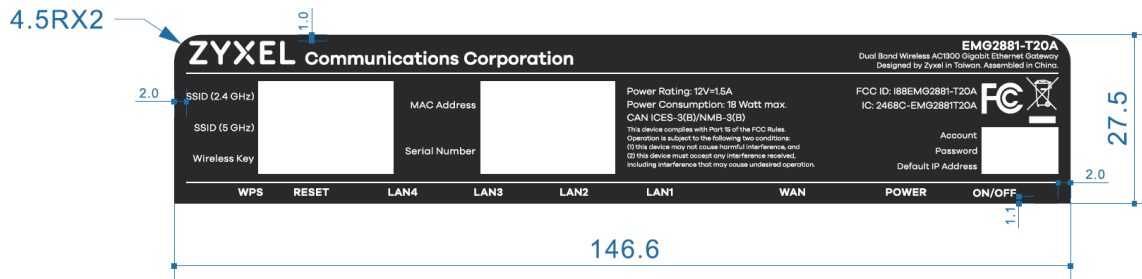 4.5RX2
1.0
ZYXEL Communications Corporation
EMG2881-T20A
Dual Band Wireless AC1300 Gigabit Ethernet Gateway
Designed by Zyxel in Taiwan. Assembled in China.
2.0
SSID (2.4 GHz)
SSID (5 GHz)
Wireless Key
MAC Address
Serial Number
Power Rating: 12V⎓1.5A
Power Consumption: 18 Watt max.
CAN ICES-3(B)/NMB-3(B)
This device complies with Part 15 of the FCC Rules.
Operation is subject to the following two conditions:
(1) this device may not cause harmful interference, and
(2) this device must accept any interference received,
including interference that may cause undesired operation.
FCC ID: I88EMG2881-T20A
IC: 2468C-EMG2881T20A
FC
Account
Password
Default IP Address
27.5
2.0
WPS RESET LAN4 LAN3 LAN2 LAN1 WAN POWER ON/OFF
1.1
146.6